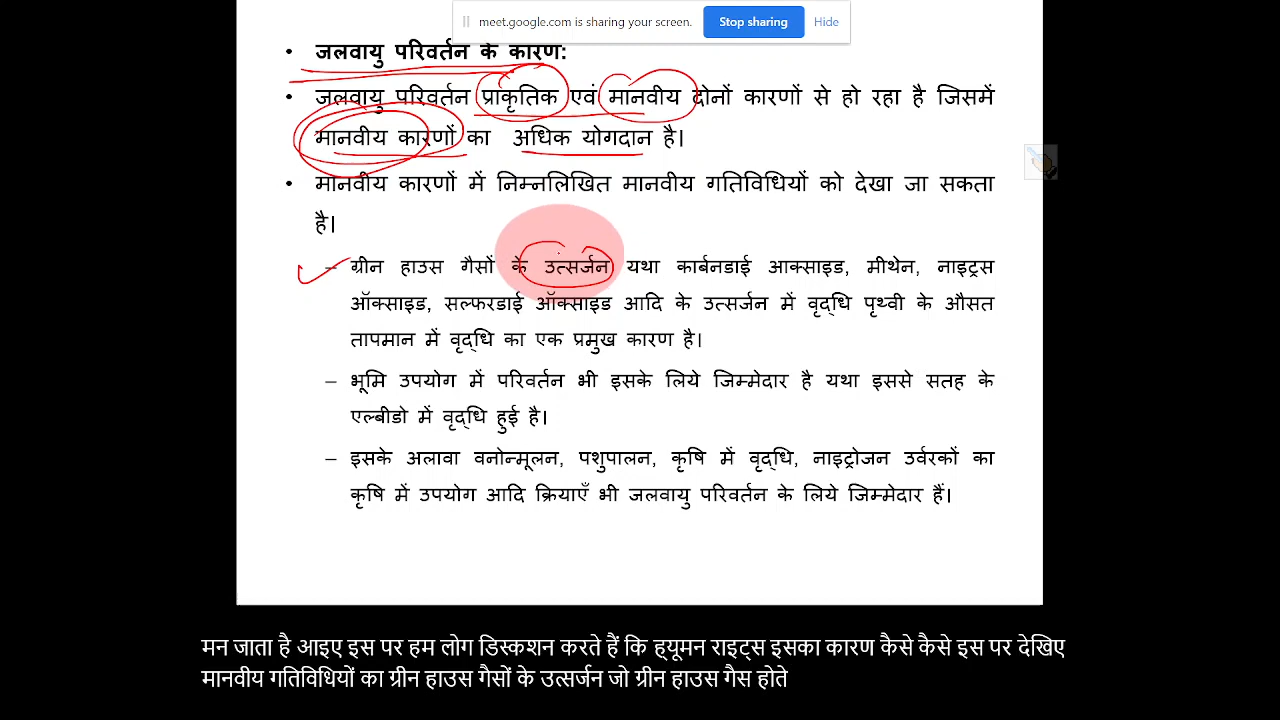 meet.google.com is sharing your screen. Stop sharing Hide
• जलवायु परिवर्तन के कारण:
• जलवायु परिवर्तन प्राकृतिक एवं मानवीय दोनों कारणों से हो रहा है जिसमें
मानवीय कारणों का अधिक योगदान है।
• मानवीय कारणों में निम्नलिखित मानवीय गतिविधियों को देखा जा सकता
है।
– ग्रीन हाउस गैसों के उत्सर्जन यथा कार्बनडाई आक्साइड, मीथेन, नाइट्रस
ऑक्साइड, सल्फरडाई ऑक्साइड आदि के उत्सर्जन में वृद्धि पृथ्वी के औसत
तापमान में वृद्धि का एक प्रमुख कारण है।
– भूमि उपयोग में परिवर्तन भी इसके लिये जिम्मेदार है यथा इससे सतह के
एल्बीडो में वृद्धि हुई है।
– इसके अलावा वनोन्मूलन, पशुपालन, कृषि में वृद्धि, नाइट्रोजन उर्वरकों का
कृषि में उपयोग आदि क्रियाएँ भी जलवायु परिवर्तन के लिये जिम्मेदार हैं।
मन जाता है आइए इस पर हम लोग डिस्कशन करते हैं कि ह्यूमन राइट्स इसका कारण कैसे कैसे इस पर देखिए
मानवीय गतिविधियों का ग्रीन हाउस गैसों के उत्सर्जन जो ग्रीन हाउस गैस होते